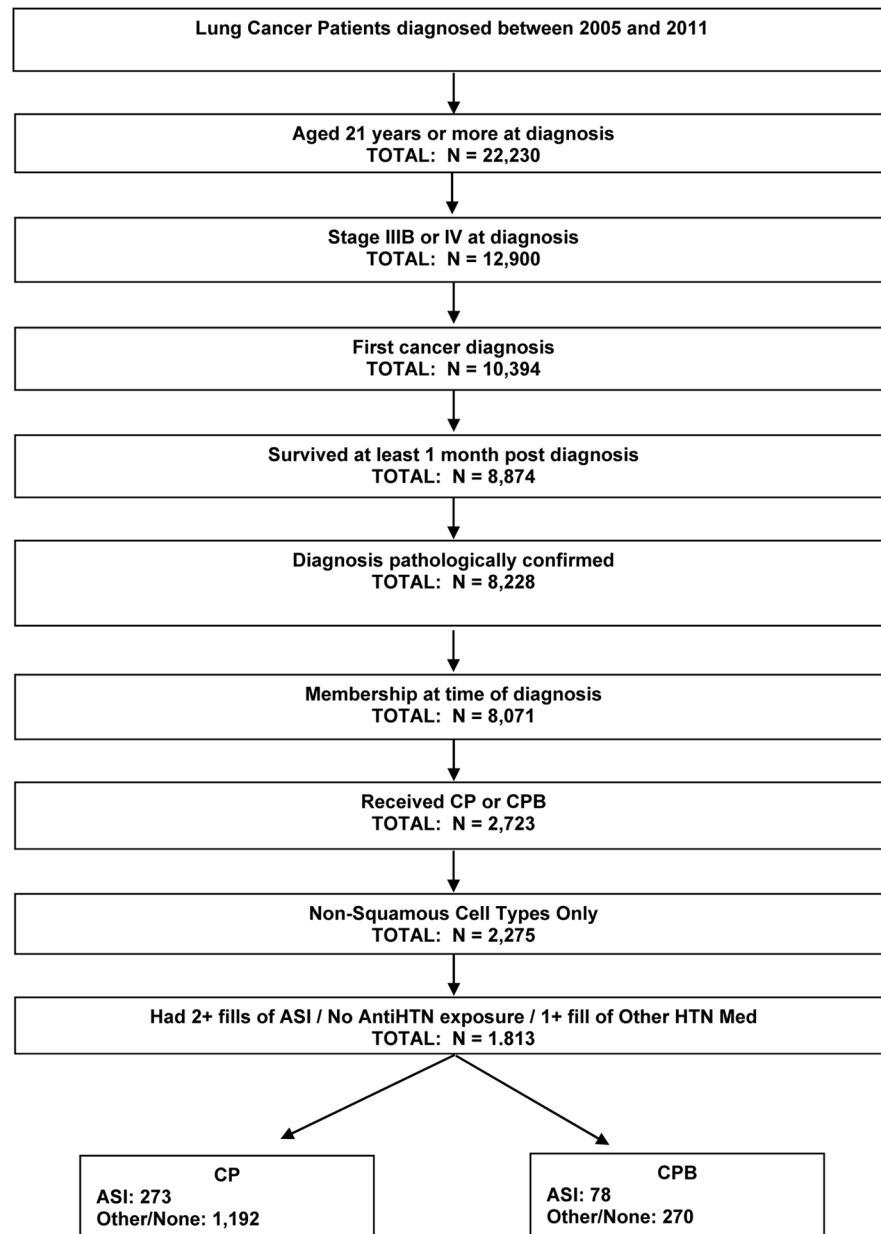 Lung Cancer Patients diagnosed between 2005 and 2011
Aged 21 years or more at diagnosis
TOTAL: N = 22,230
Stage IIIB or IV at diagnosis
TOTAL: N = 12,900
First cancer diagnosis
TOTAL: N = 10,394
Survived at least 1 month post diagnosis
TOTAL: N = 8,874
Diagnosis pathologically confirmed
TOTAL: N = 8,228
Membership at time of diagnosis
TOTAL: N = 8,071
Received CP or CPB
TOTAL: N = 2,723
Non-Squamous Cell Types Only
TOTAL: N = 2,275
Had 2+ fills of ASI / No AntiHTN exposure / 1+ fill of Other HTN Med
TOTAL: N = 1.813
CP
ASI: 273
Other/None: 1,192
CPB
ASI: 78
Other/None: 270